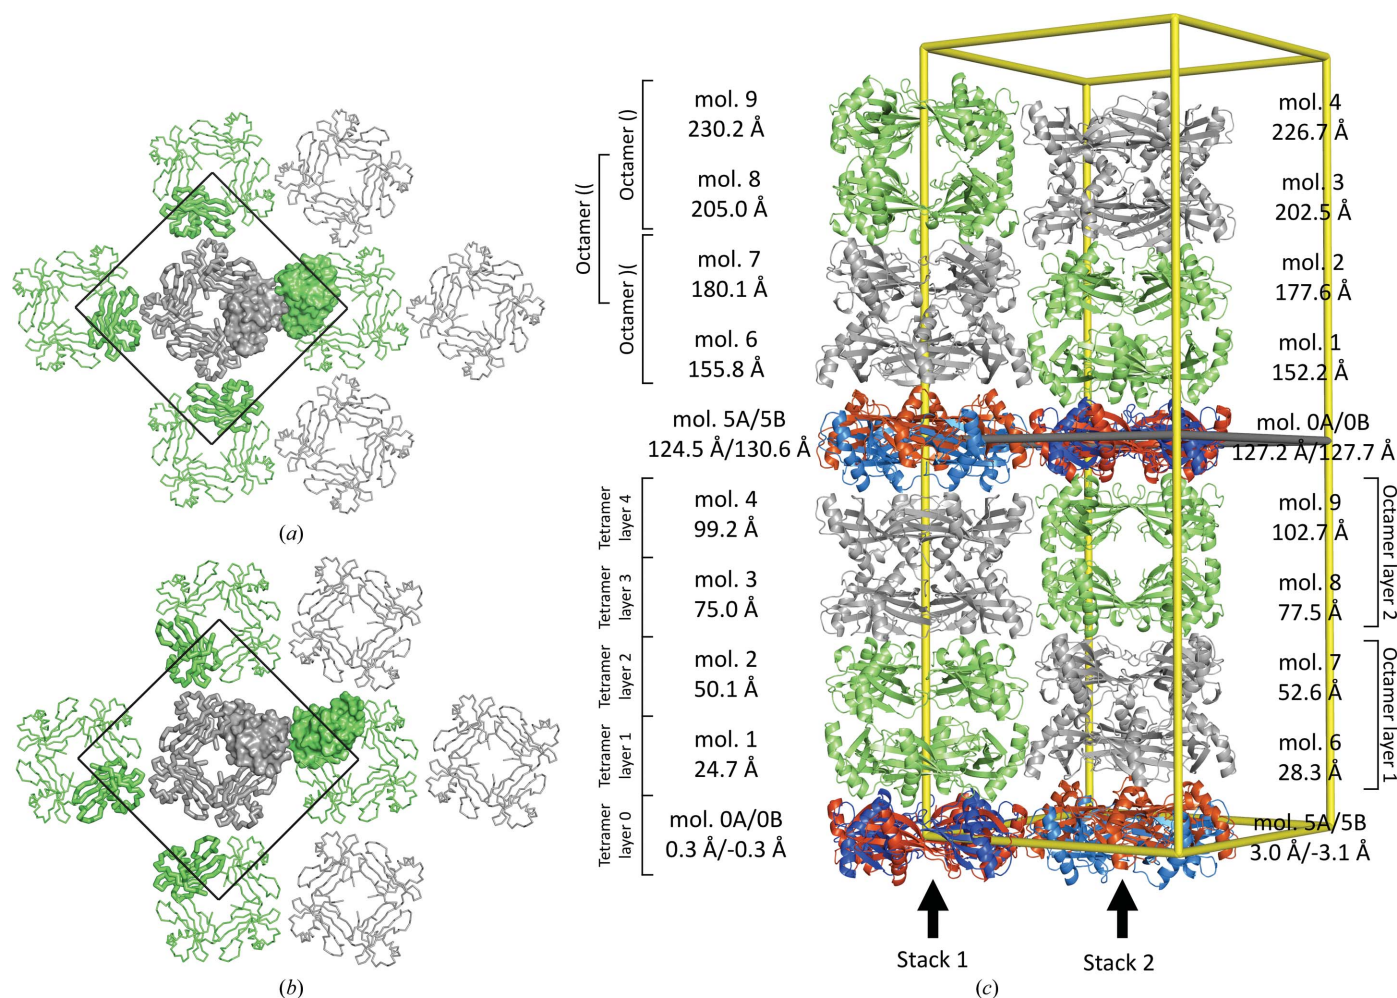 (a)
(b)
Octamer ((
Octamer ()
Octamer )(
Tetramer
layer 4
Tetramer
layer 3
Tetramer
layer 2
Tetramer
layer 1
Tetramer
layer 0
mol. 9
230.2 Å
mol. 8
205.0 Å
mol. 7
180.1 Å
mol. 6
155.8 Å
mol. 5A/5B
124.5 Å/130.6 Å
mol. 4
99.2 Å
mol. 3
75.0 Å
mol. 2
50.1 Å
mol. 1
24.7 Å
mol. 0A/0B
0.3 Å/-0.3 Å
mol. 4
226.7 Å
mol. 3
202.5 Å
mol. 2
177.6 Å
mol. 1
152.2 Å
mol. 0A/0B
127.2 Å/127.7 Å
mol. 9
102.7 Å
mol. 8
77.5 Å
mol. 7
52.6 Å
mol. 6
28.3 Å
mol. 5A/5B
3.0 Å/-3.1 Å
Octamer layer 2
Octamer layer 1
Stack 1
Stack 2
(c)